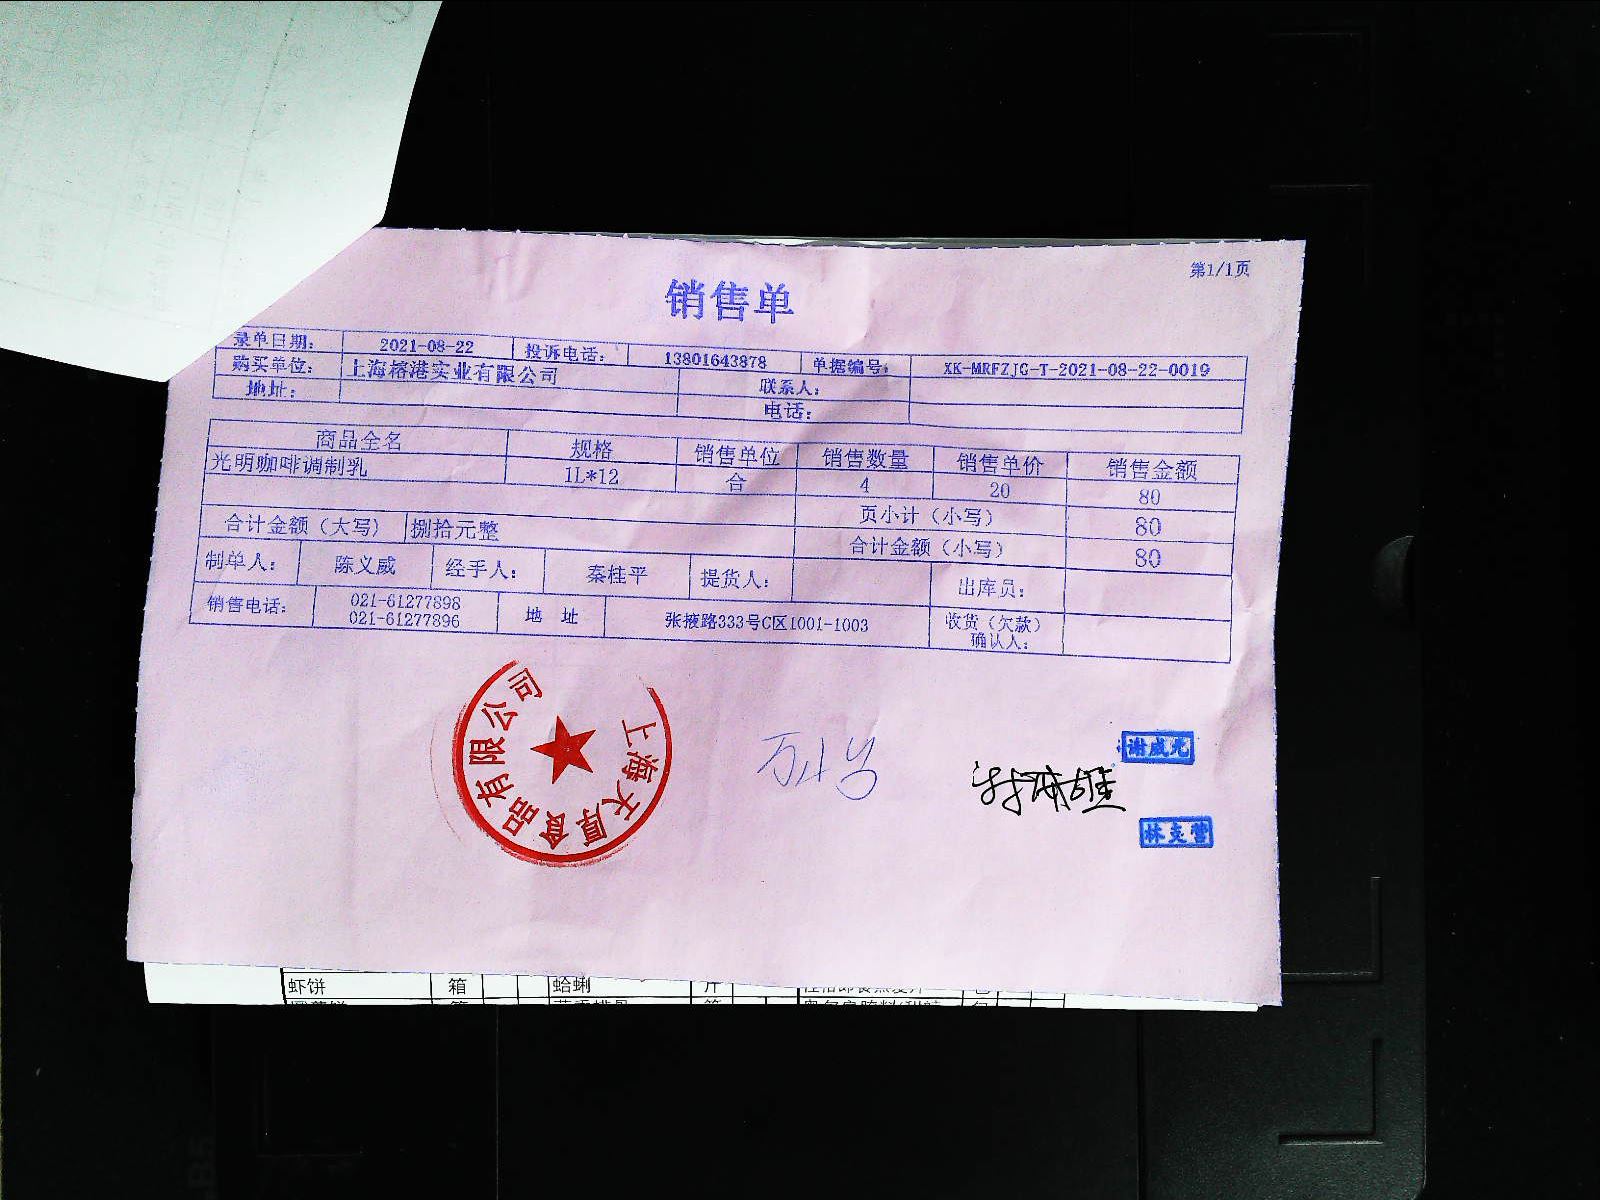 第1/1页
销售单
录单日期： 2021-08-22 投诉电话： 13801643878 单据编号： XK-MRFZJG-T-2021-08-22-0019
购买单位： 上海榕港实业有限公司 联系人：
地址： 电话：
商品全名 规格 销售单位 销售数量 销售单价 销售金额
光明咖啡调制乳 1L*12 合 4 20 80
页小计（小写） 80
合计金额（大写） 捌拾元整 合计金额（小写） 80
制单人： 陈义威 经手人： 秦桂平 提货人： 出库员：
销售电话： 021-61277898 021-61277896 地 址 张掖路333号C区1001-1003 收货（欠款）确认人：
上海天厚食品有限公司
谢成光
林克营
虾饼 箱 蛤蜊 斤